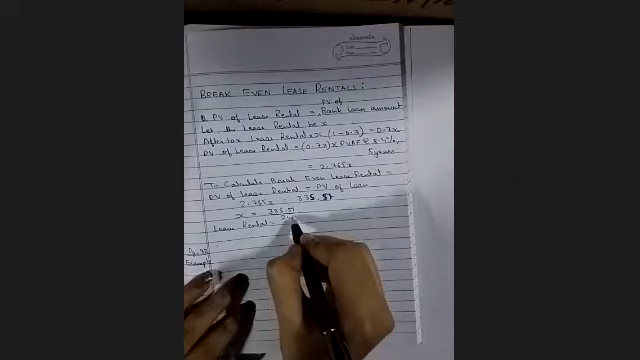 BREAK EVEN LEASE RENTALS:
PV of
PV of Lease Rental = Bank Loan amount
Let the Lease Rental be x
After tax Lease Rental = x (1 - 0.3) = 0.7x
PV of Lease Rental = (0.7x) x PVAF @ 8.4%,
5 years
= 2.765x
To Calculate Break Even Lease Rental =
PV of Lease Rental = PV of Loan
2.765x = 335.57
x = 335.57
Lease Rental =
Example